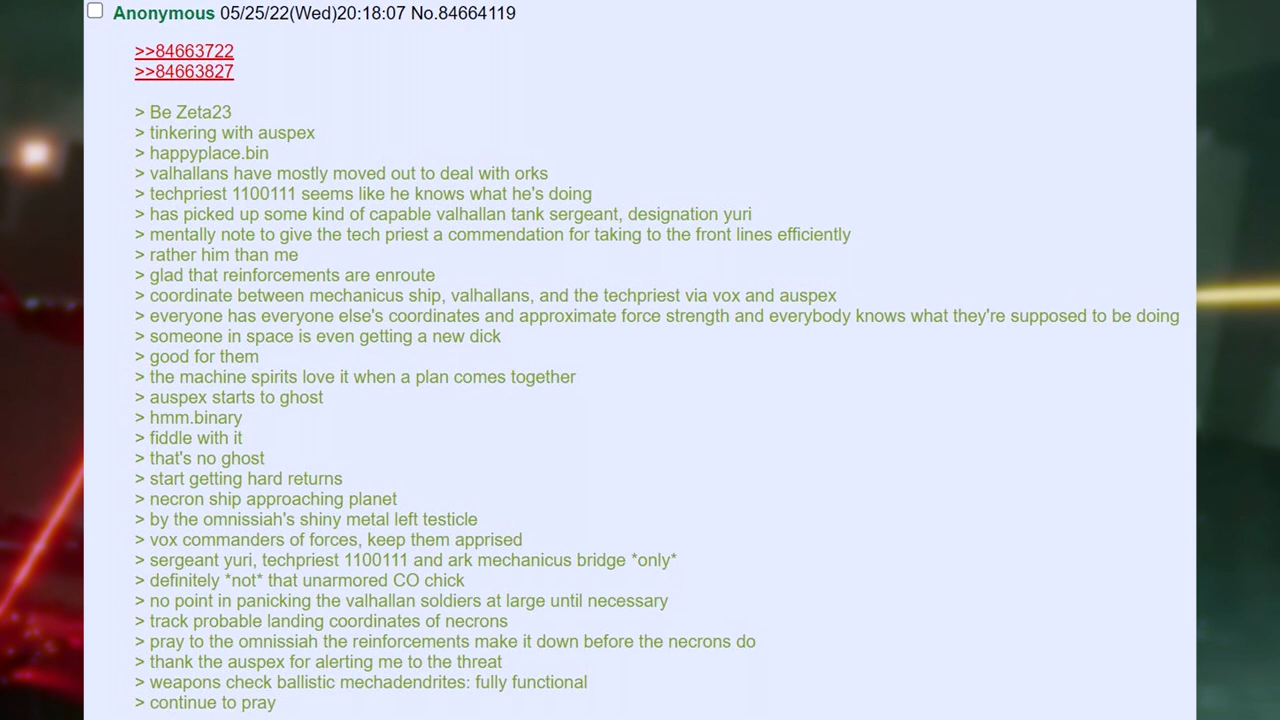 Anonymous 05/25/22(Wed)20:18:07 No.84664119
>>84663722
>>84663827
> Be Zeta23
> tinkering with auspex
> happyplace.bin
> valhallans have mostly moved out to deal with orks
> techpriest 1100111 seems like he knows what he's doing
> has picked up some kind of capable valhallan tank sergeant, designation yuri
> mentally note to give the tech priest a commendation for taking to the front lines efficiently
> rather him than me
> glad that reinforcements are enroute
> coordinate between mechanicus ship, valhallans, and the techpriest via vox and auspex
> everyone has everyone else's coordinates and approximate force strength and everybody knows what they're supposed to be doing
> someone in space is even getting a new dick
> good for them
> the machine spirits love it when a plan comes together
> auspex starts to ghost
> hmm.binary
> fiddle with it
> that's no ghost
> start getting hard returns
> necron ship approaching planet
> by the omnissiah's shiny metal left testicle
> vox commanders of forces, keep them apprised
> sergeant yuri, techpriest 1100111 and ark mechanicus bridge *only*
> definitely *not* that unarmored CO chick
> no point in panicking the valhallan soldiers at large until necessary
> track probable landing coordinates of necrons
> pray to the omnissiah the reinforcements make it down before the necrons do
> thank the auspex for alerting me to the threat
> weapons check ballistic mechadendrites: fully functional
> continue to pray